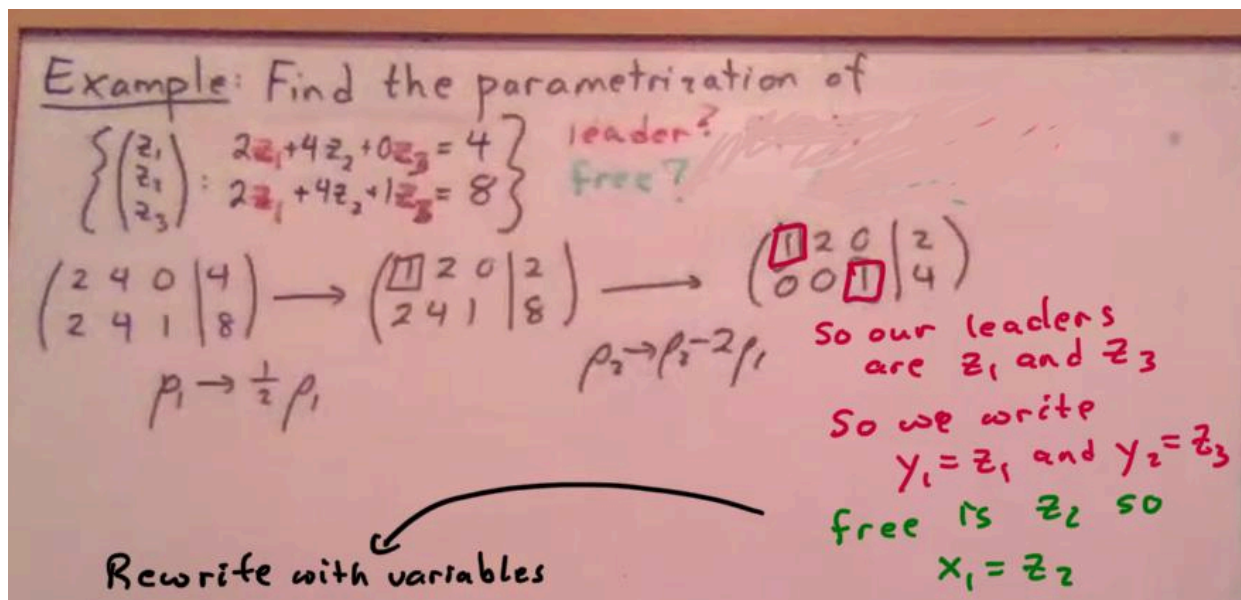 Example: Find the parametrization of
{(z₁ z₂ z₃) : 2z₁+4z₂+0z₃ = 4
2z₁+4z₂+1z₃ = 8}
leader?
free?
(2 4 0 | 4
2 4 1 | 8) → (1 2 0 | 2
2 4 1 | 8) → (1 2 0 | 2
0 0 1 | 4)
ρ₁ → ½ ρ₁
ρ₂→ρ₂-2ρ₁
So our leaders
are z₁ and z₃
So we write
y₁ = z₁ and y₂ = z₃
free is z₂ so
x₁ = z₂
Rewrite with variables